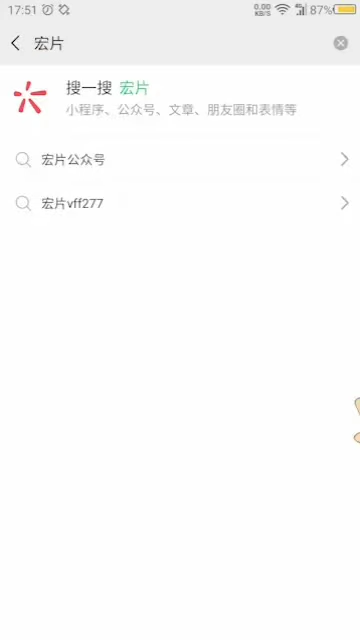 17:51 0.00 KB/S 4G 87%
宏片
搜一搜 宏片
小程序、公众号、文章、朋友圈和表情等
宏片公众号
宏片vff277